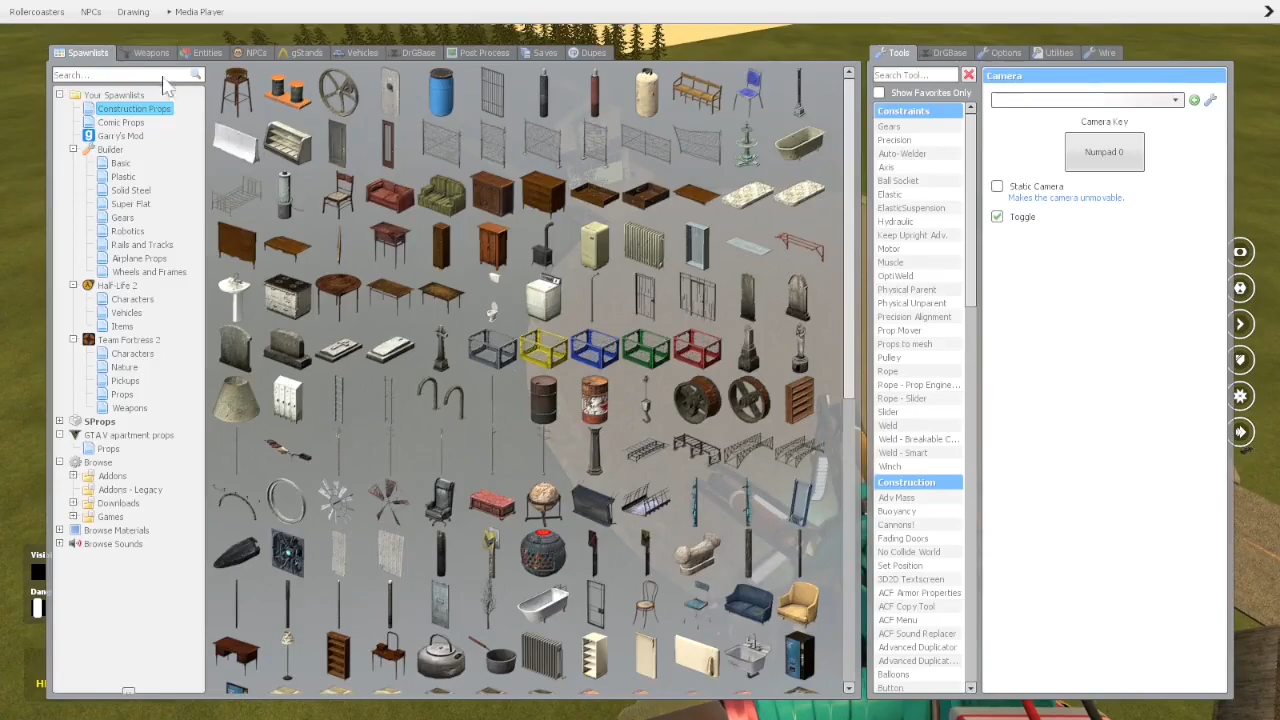 Rollercoasters NPCs Drawing Media Player
Spawnlists Weapons Entities NPCs gStands Vehicles DrGBase Post Process Saves Dupes
Search...
Your Spawnlists
Construction Props
Comic Props
Garry's Mod
Builder
Basic
Plastic
Solid Steel
Super Flat
Gears
Robotics
Rails and Tracks
Airplane Props
Wheels and Frames
Half-Life 2
Characters
Vehicles
Items
Team Fortress 2
Characters
Nature
Pickups
Props
Weapons
SProps
GTA V apartment props
Props
Browse
Addons
Addons - Legacy
Downloads
Games
Browse Materials
Browse Sounds
Tools DrGBase Options Utilities Wire
Search Tool...
Show Favorites Only
Constraints
Gears
Precision
Auto-Welder
Axis
Ball Socket
Elastic
ElasticSuspension
Hydraulic
Keep Upright Adv.
Motor
Muscle
OptiWeld
Physical Parent
Physical Unparent
Precision Alignment
Prop Mover
Props to mesh
Pulley
Rope
Rope - Prop Engine...
Rope - Slider
Slider
Weld
Weld - Breakable C...
Weld - Smart
Winch
Construction
Adv Mass
Buoyancy
Cannons!
Fading Doors
No Collide World
Set Position
3D2D Textscreen
ACF Armor Properties
ACF Copy Tool
ACF Menu
ACF Sound Replacer
Advanced Duplicator
Advanced Duplicat...
Balloons
Button
Camera
Camera Key
Numpad 0
Static Camera
Makes the camera unmovable.
Toggle